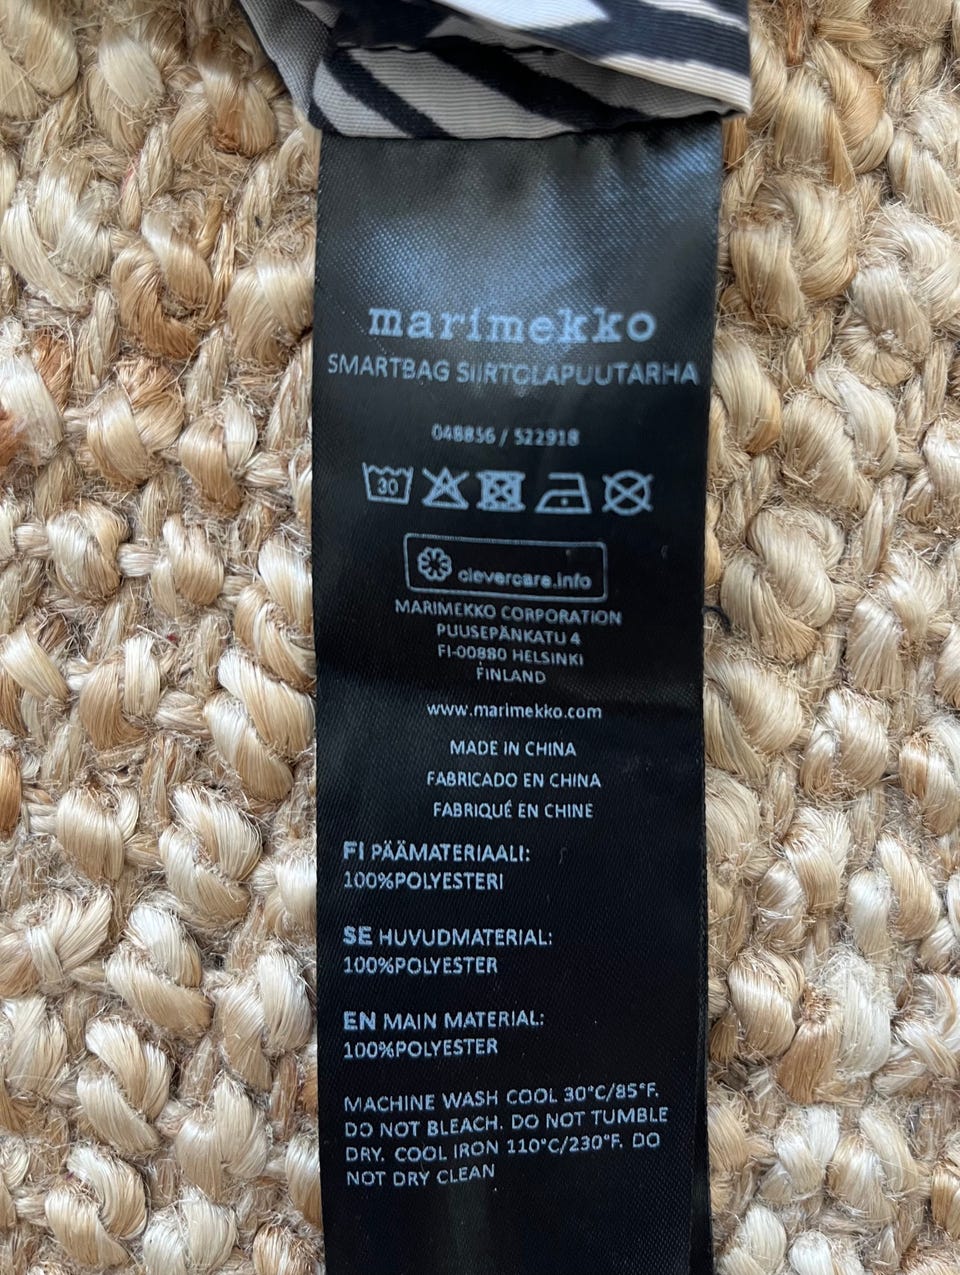 marimekko
SMARTBAG SIIRTOLAPUUTARHA
048856 / 522918
30
clevercare.info
MARIMEKKO CORPORATION
PUUSEPÄNKATU 4
FI-00880 HELSINKI
FINLAND
www.marimekko.com
MADE IN CHINA
FABRICADO EN CHINA
FABRIQUÉ EN CHINE
FI PÄÄMATERIAALI:
100%POLYESTERI
SE HUVUDMATERIAL:
100%POLYESTER
EN MAIN MATERIAL:
100%POLYESTER
MACHINE WASH COOL 30°C/85°F.
DO NOT BLEACH. DO NOT TUMBLE
DRY. COOL IRON 110°C/230°F. DO
NOT DRY CLEAN